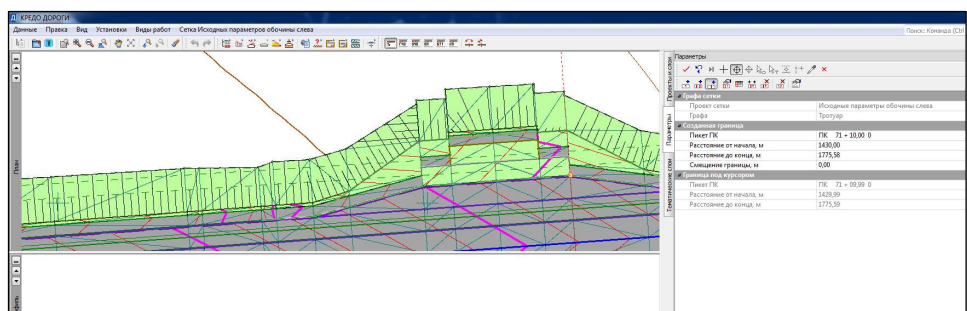 КРЕДО ДОРОГИ
Данные Правка Вид Установки Виды работ Сетка Исходных параметров обочины слева
Поиск: Команда (Ctrl
План
Проекты и слои
Параметры
Тематические слои
Параметры
Графа сетки
Проект сетки Исходные параметры обочины слева
Графа Тротуар
Созданная граница
Пикет ПК ПК 71 + 10,00 0
Расстояние от начала, м 1430,00
Расстояние до конца, м 1775,58
Смещение границы, м 0,00
Граница под курсором
Пикет ПК ПК 71 + 09,99 0
Расстояние от начала, м 1429,99
Расстояние до конца, м 1775,59